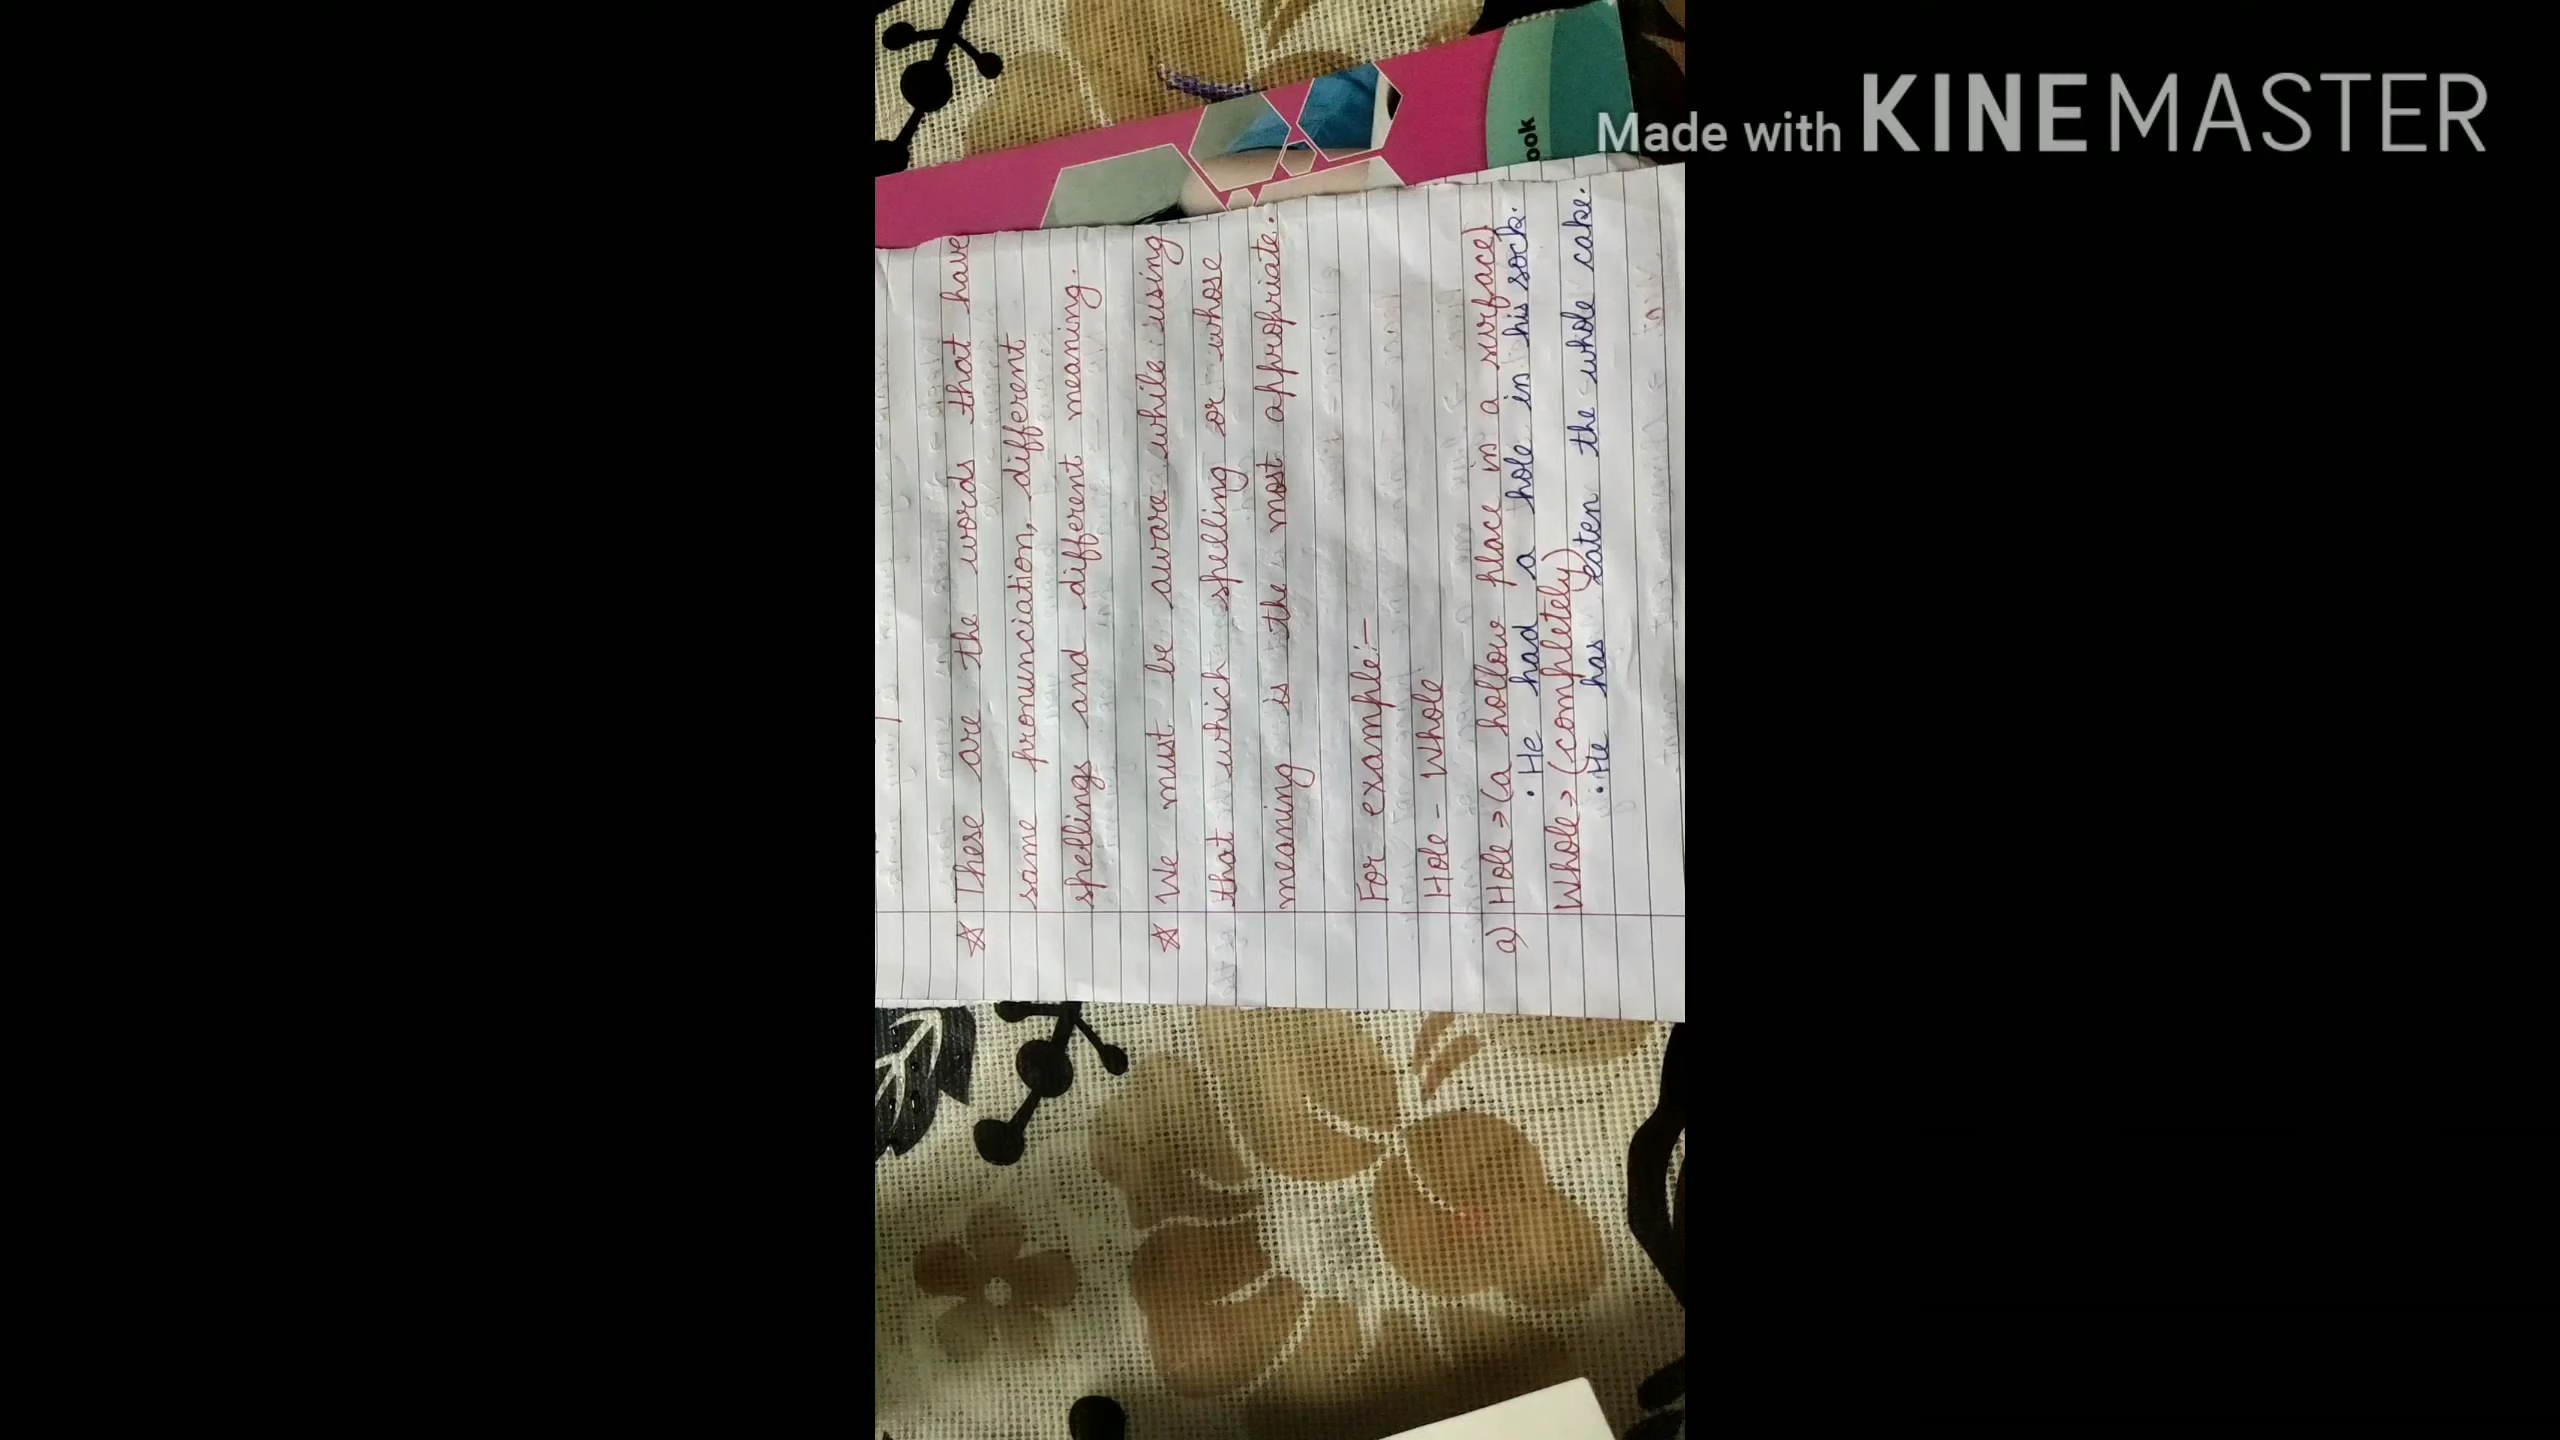 Made with KINEMASTER
ook
☆ These are the words that have
same pronunciation, different
spellings and different meaning.
☆ We must be aware while using
that which spelling or whose
meaning is the most appropriate.
For example:-
Hole - Whole
a) Hole → (a hollow place in a surface)
• He had a hole in his sock.
Whole → (completely)
• He has eaten the whole cake.